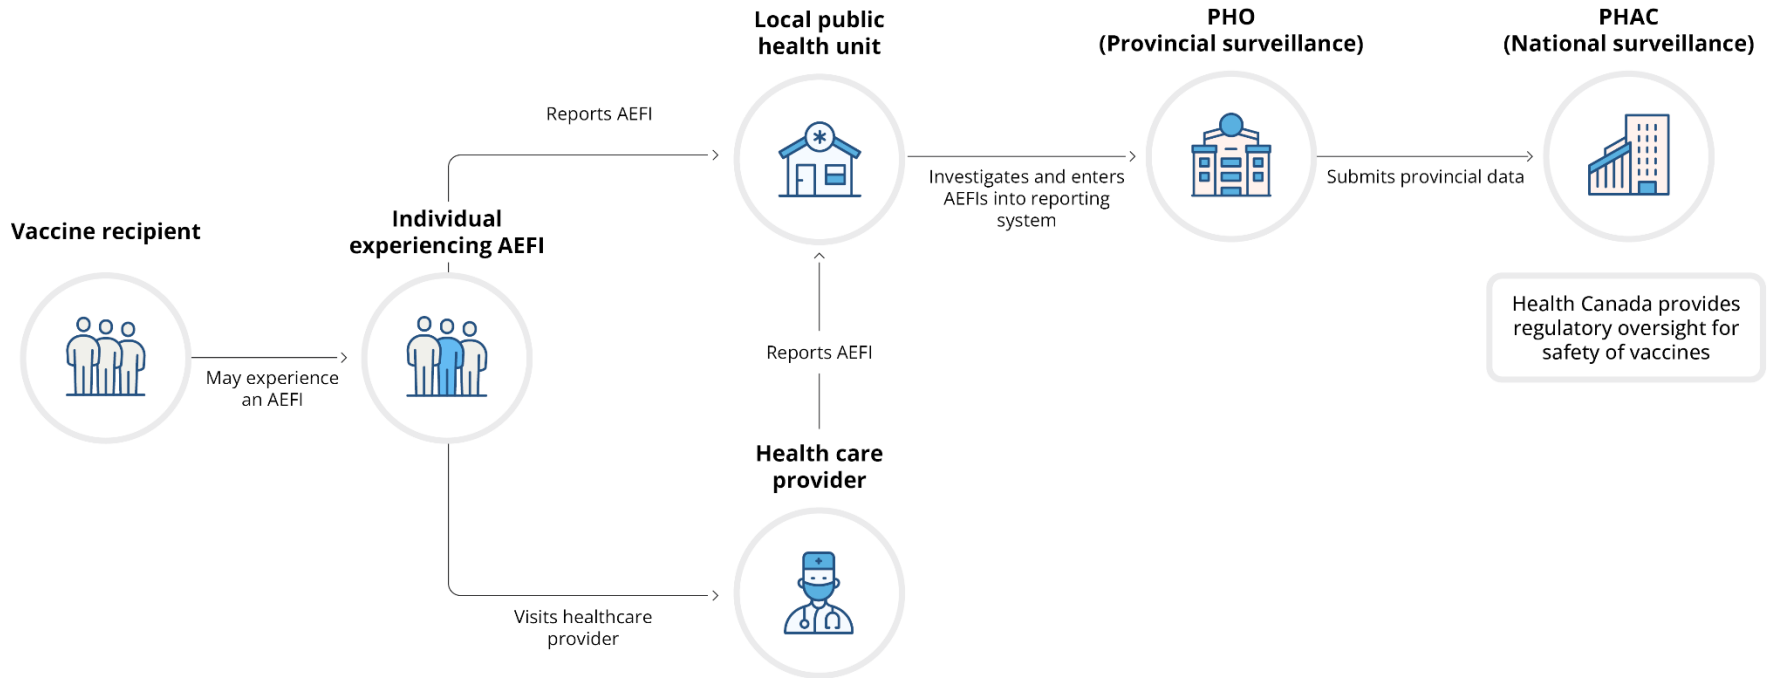 Vaccine recipient
May experience
an AEFI
Individual
experiencing AEFI
Reports AEFI
Visits healthcare
provider
Health care
provider
Reports AEFI
Local public
health unit
Investigates and enters
AEFIs into reporting
system
PHO
(Provincial surveillance)
Submits provincial data
PHAC
(National surveillance)
Health Canada provides
regulatory oversight for
safety of vaccines